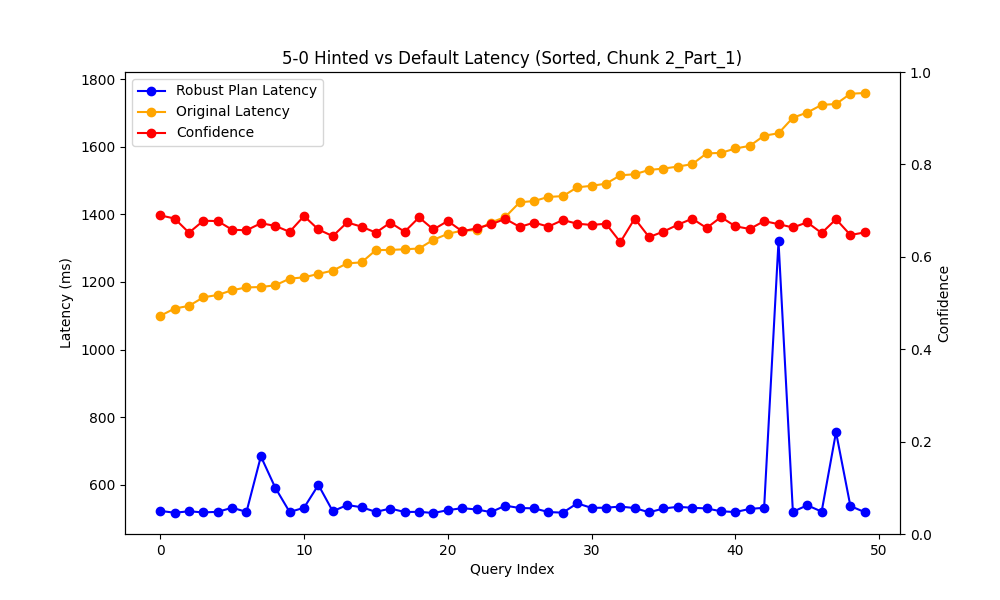 5-0 Hinted vs Default Latency (Sorted, Chunk 2_Part_1)
Robust Plan Latency
Original Latency
Confidence
1800
1600
1400
1200
1000
800
600
Latency (ms)
1.0
0.8
0.6
0.4
0.2
0.0
Confidence
0 10 20 30 40 50
Query Index